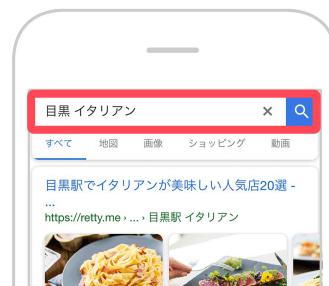 目黒 イタリアン ×
すべて 地図 画像 ショッピング 動画
目黒駅でイタリアンが美味しい人気店20選 -
...
https://retty.me › ... › 目黒駅 イタリアン